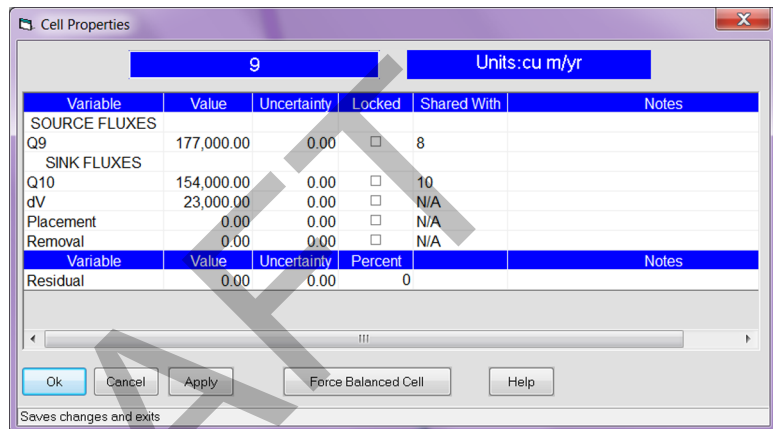 Cell Properties
9 Units:cu m/yr
Variable Value Uncertainty Locked Shared With Notes
SOURCE FLUXES
Q9 177,000.00 0.00 8
SINK FLUXES
Q10 154,000.00 0.00 10
dV 23,000.00 0.00 N/A
Placement 0.00 0.00 N/A
Removal 0.00 0.00 N/A
Variable Value Uncertainty Percent Notes
Residual 0.00 0.00 0
Ok Cancel Apply Force Balanced Cell Help
Saves changes and exits
AFT